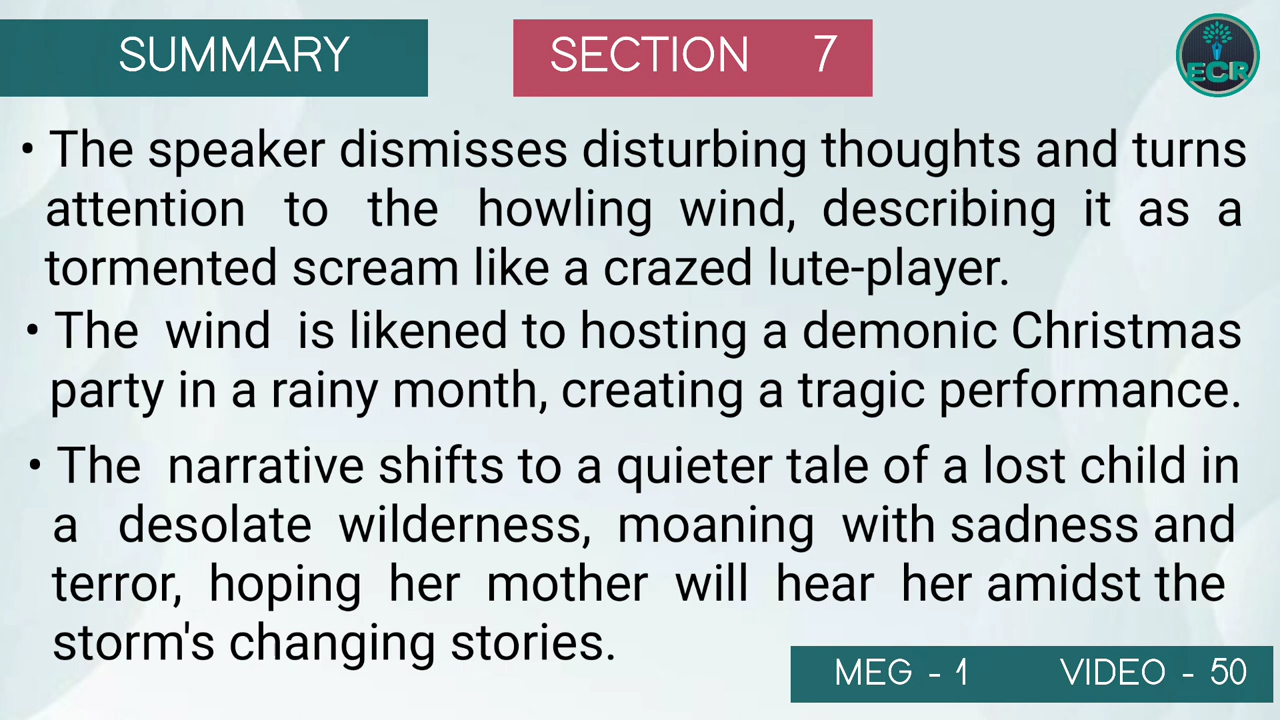 SUMMARY
SECTION 7
ECR
• The speaker dismisses disturbing thoughts and turns
attention to the howling wind, describing it as a
tormented scream like a crazed lute-player.
• The wind is likened to hosting a demonic Christmas
party in a rainy month, creating a tragic performance.
• The narrative shifts to a quieter tale of a lost child in
a desolate wilderness, moaning with sadness and
terror, hoping her mother will hear her amidst the
storm's changing stories.
MEG - 1 VIDEO - 50